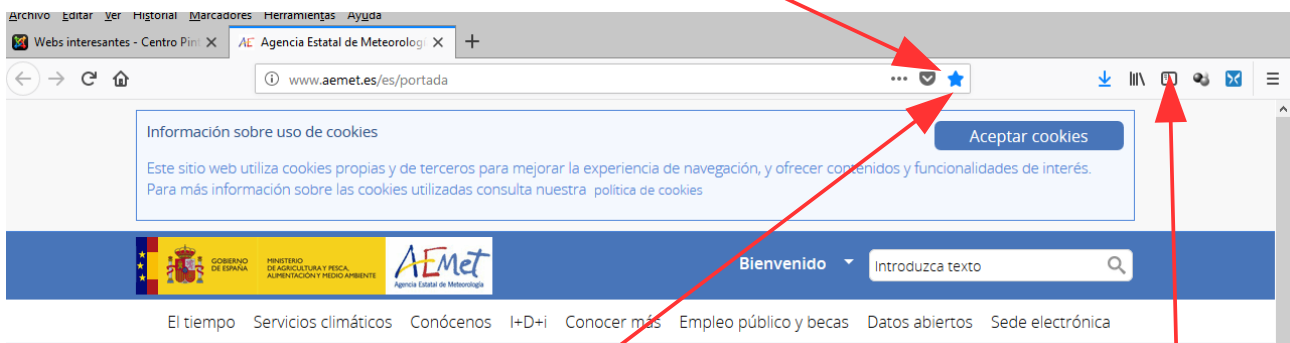 Archivo Editar Ver Historial Marcadores Herramientas Ayuda
Webs interesantes - Centro Pin
AE Agencia Estatal de Meteorologi
www.aemet.es/es/portada
Información sobre uso de cookies
Aceptar cookies
Este sitio web utiliza cookies propias y de terceros para mejorar la experiencia de navegación, y ofrecer contenidos y funcionalidades de interés.
Para más información sobre las cookies utilizadas consulta nuestra política de cookies
GOBIERNO
DE ESPAÑA
MINISTERIO
DE AGRICULTURA Y PESCA,
ALIMENTACIÓN Y MEDIO AMBIENTE
AEMet
Agencia Estatal de Meteorología
Bienvenido
Introduzca texto
El tiempo Servicios climáticos Conócenos I+D+i Conocer más Empleo público y becas Datos abiertos Sede electrónica